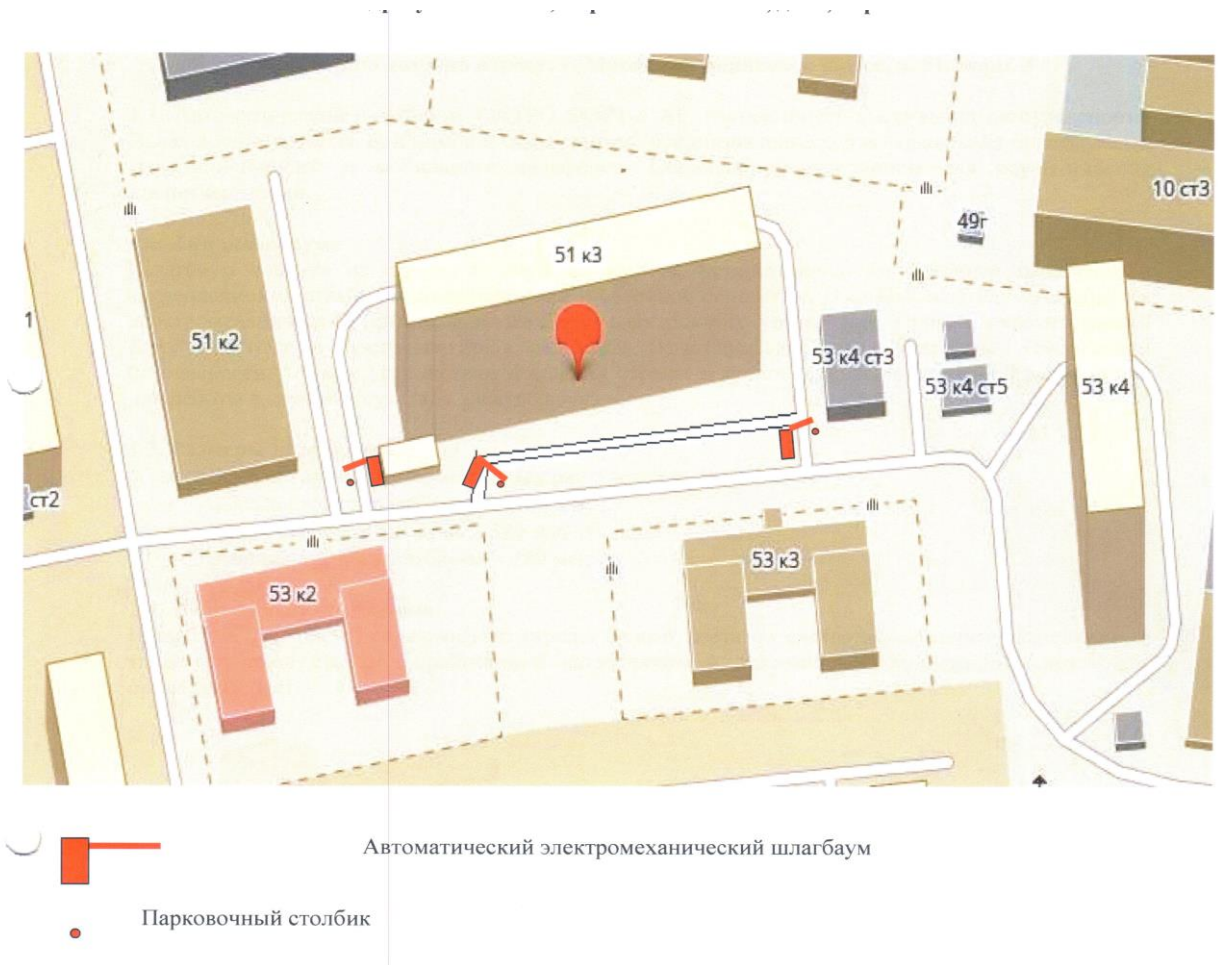 51 к3
10 ст3
49г
51 к2
1
53 к4 ст3
53 к4 ст5
53 к4
ст2
53 к2
53 к3
Автоматический электромеханический шлагбаум
Парковочный столбик